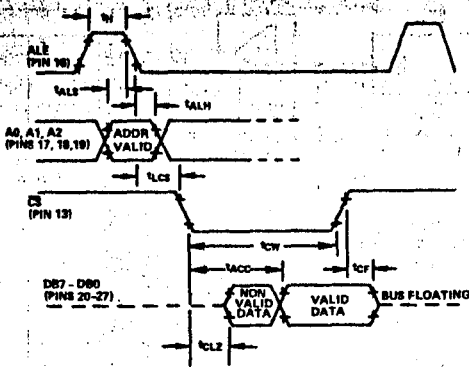 tH
ALE
(PIN 16)
tALS
tALH
A0, A1, A2
(PINS 17, 18, 19)
ADDR
VALID
tLCS
CS
(PIN 13)
tCW
tACC
tCF
DB7 - DB0
(PINS 20-27)
NON
VALID
DATA
VALID
DATA
BUS FLOATING
tCLZ